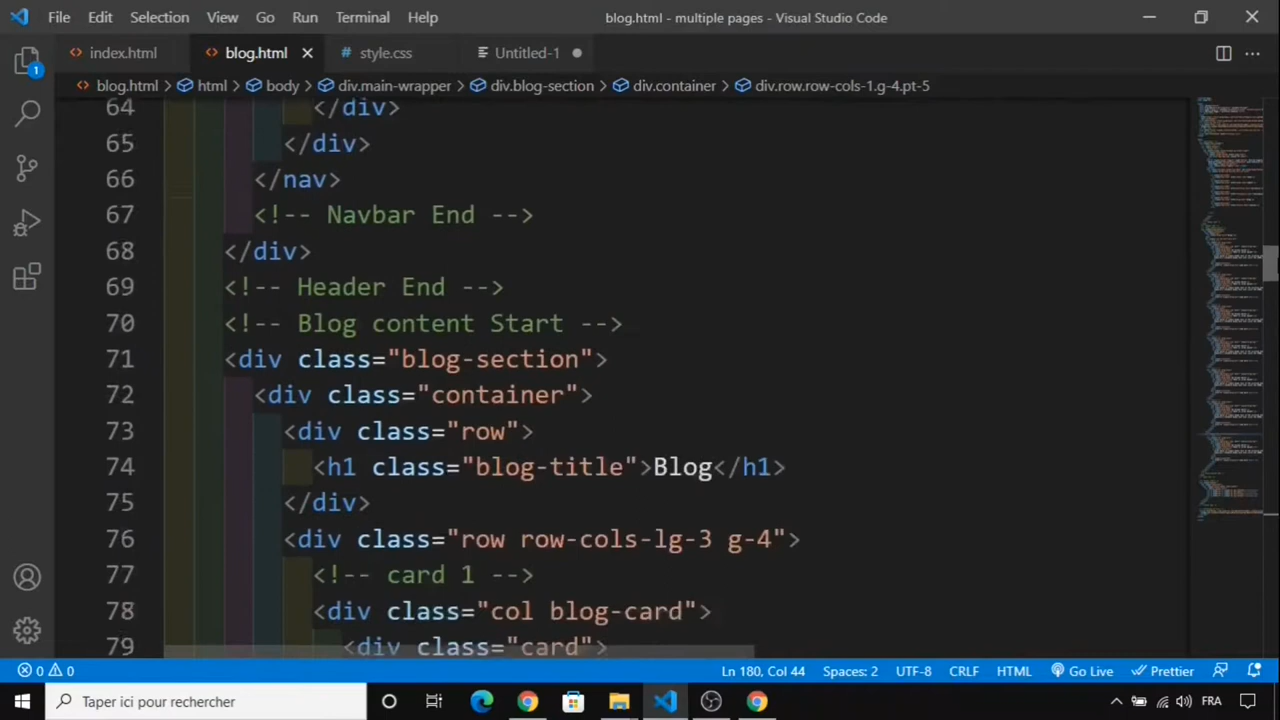 File Edit Selection View Go Run Terminal Help blog.html - multiple pages - Visual Studio Code
index.html blog.html style.css Untitled-1
1
blog.html html body div.main-wrapper div.blog-section div.container div.row.row-cols-1.g-4.pt-5
64 </div>
65 </div>
66 </nav>
67 <!-- Navbar End -->
68 </div>
69 <!-- Header End -->
70 <!-- Blog content Start -->
71 <div class="blog-section">
72 <div class="container">
73 <div class="row">
74 <h1 class="blog-title">Blog</h1>
75 </div>
76 <div class="row row-cols-lg-3 g-4">
77 <!-- card 1 -->
78 <div class="col blog-card">
79 <div class="card">
0 0 Ln 180, Col 44 Spaces: 2 UTF-8 CRLF HTML Go Live Prettier
Taper ici pour rechercher FRA